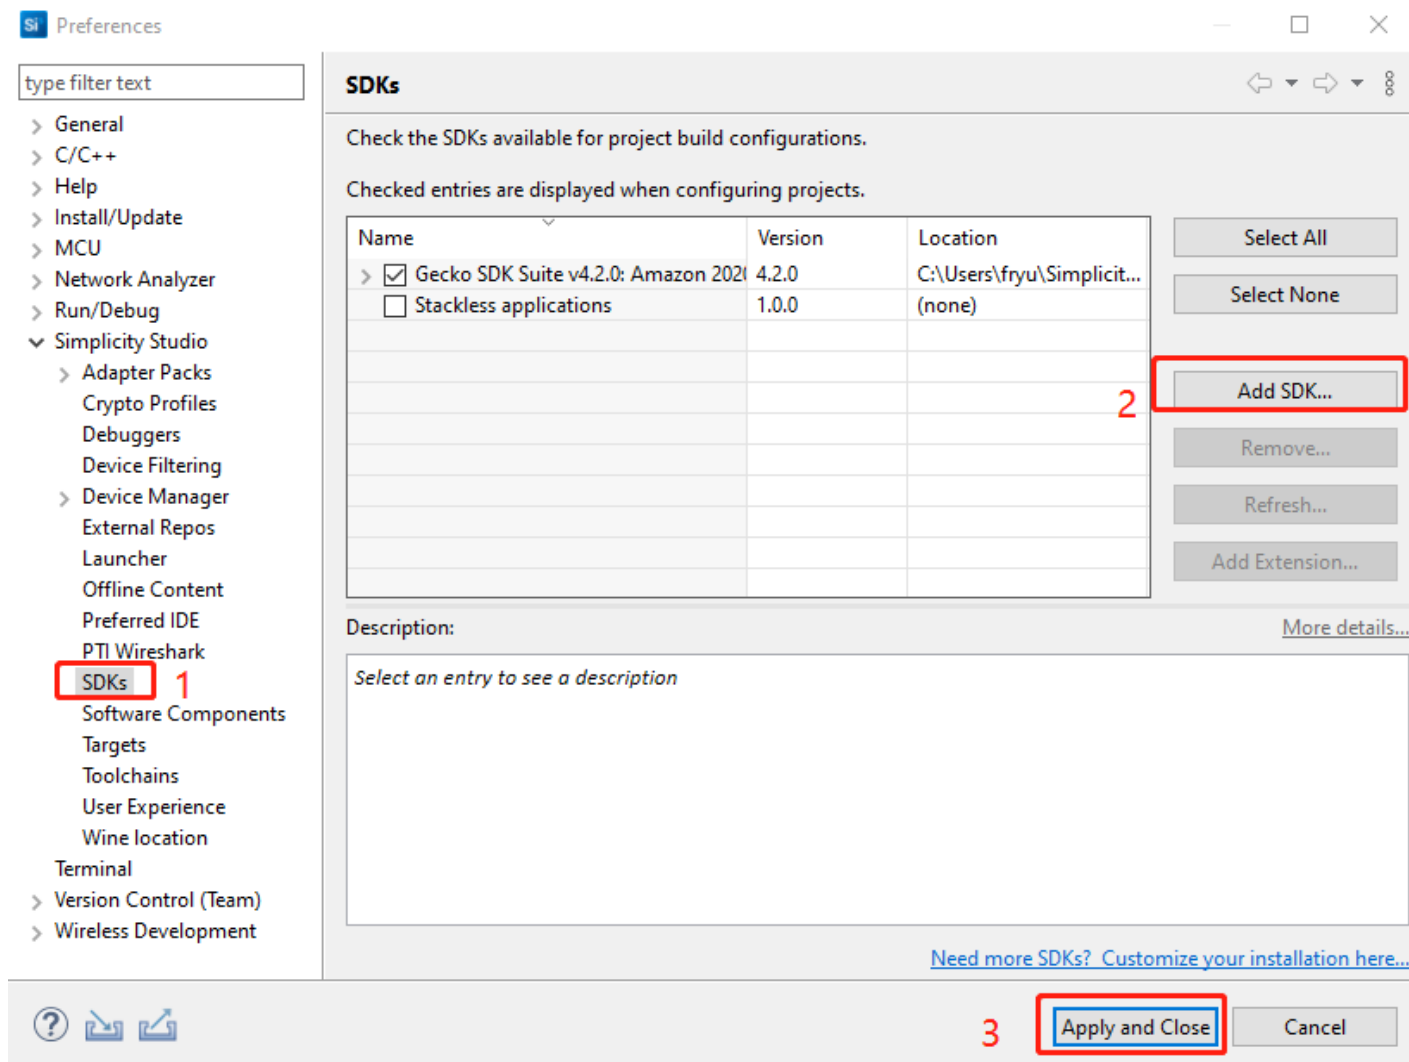 Si Preferences
type filter text
General
C/C++
Help
Install/Update
MCU
Network Analyzer
Run/Debug
Simplicity Studio
Adapter Packs
Crypto Profiles
Debuggers
Device Filtering
Device Manager
External Repos
Launcher
Offline Content
Preferred IDE
PTI Wireshark
SDKs 1
Software Components
Targets
Toolchains
User Experience
Wine location
Terminal
Version Control (Team)
Wireless Development
SDKs
Check the SDKs available for project build configurations.
Checked entries are displayed when configuring projects.
Name Version Location
Gecko SDK Suite v4.2.0: Amazon 202 4.2.0 C:\Users\fryu\Simplicit...
Stackless applications 1.0.0 (none)
Select All
Select None
2 Add SDK...
Remove...
Refresh...
Add Extension...
Description: More details...
Select an entry to see a description
Need more SDKs? Customize your installation here...
? 3 Apply and Close Cancel